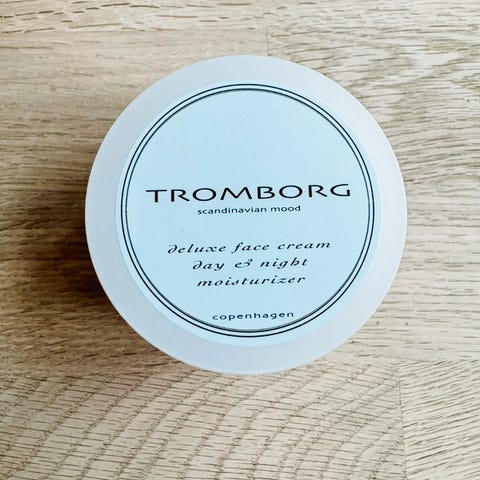 TROMBORG
scandinavian mood
deluxe face cream
day & night
moisturizer
copenhagen